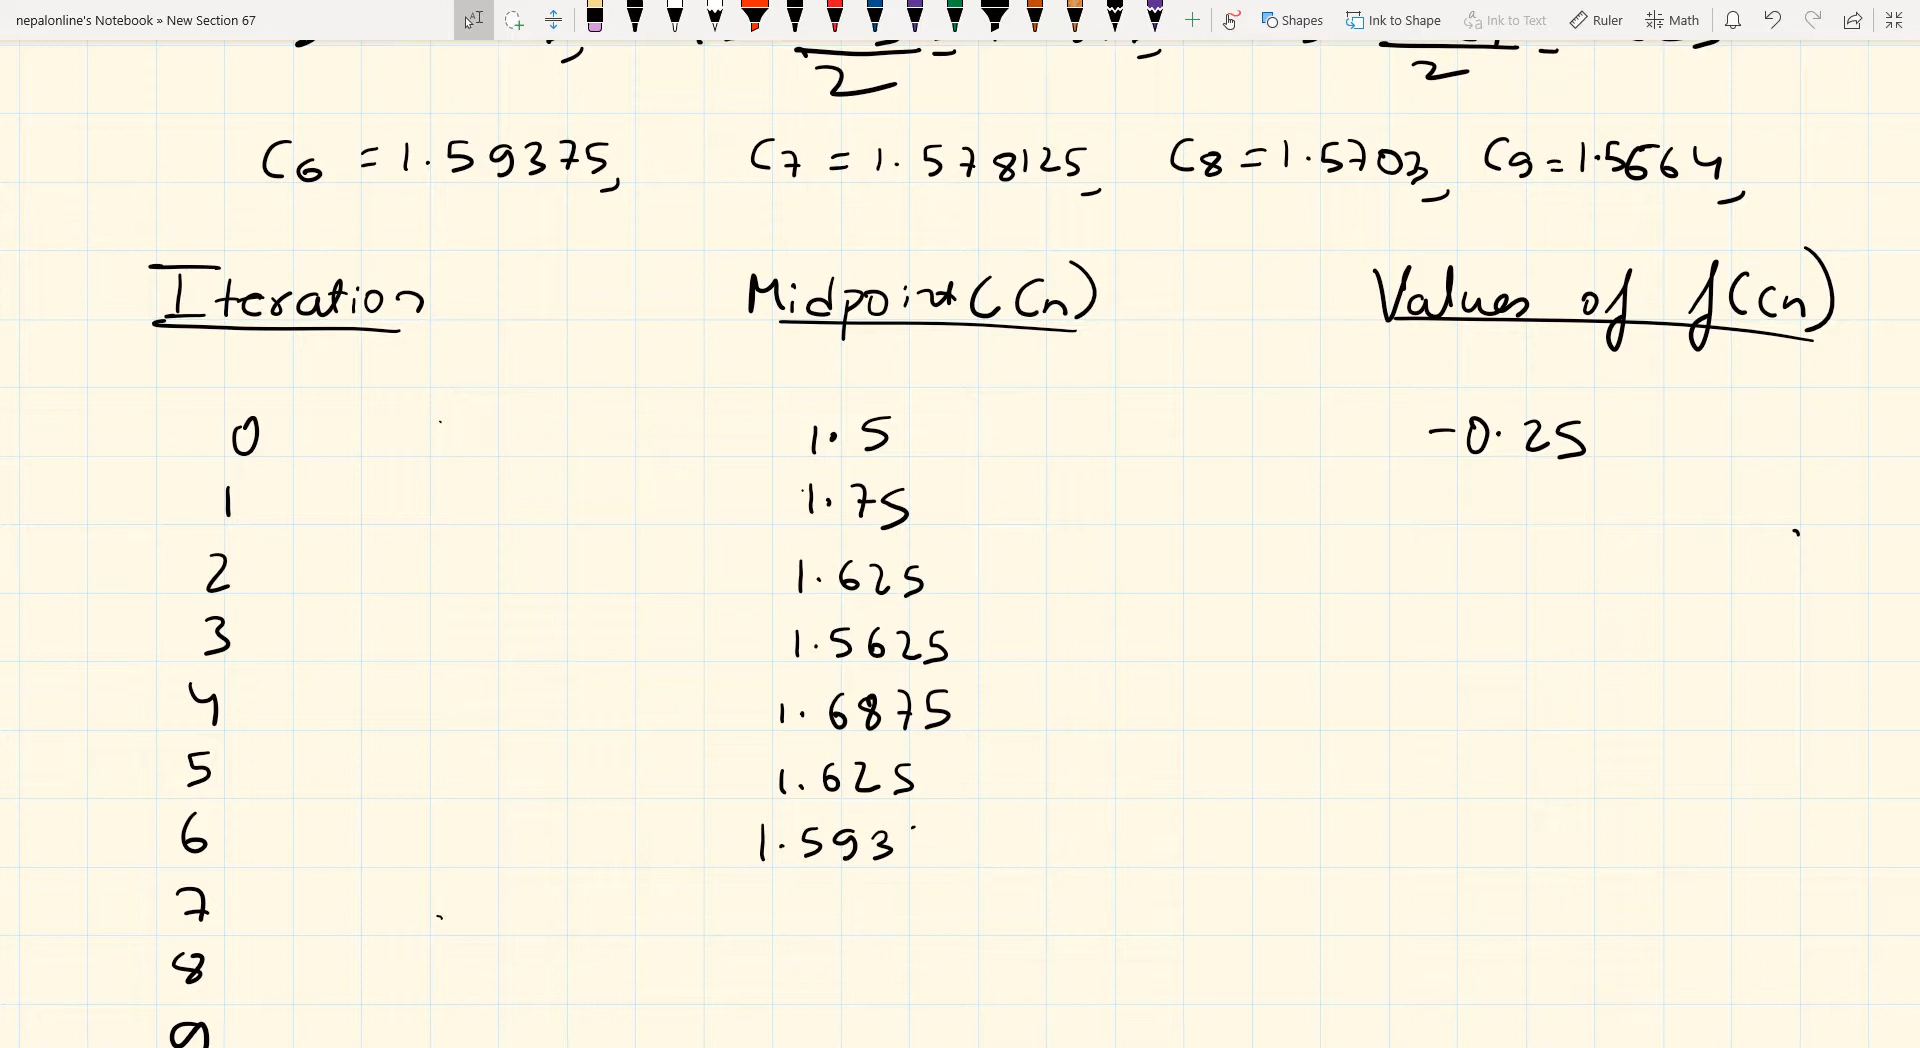 nepalonline's Notebook » New Section 67
Shapes Ink to Shape Ink to Text Ruler Math
2 2
C6 = 1.59375, C7 = 1.578125, C8 = 1.5703, C9 = 1.5664,
Iteration Midpoint (Cn) Values of f(Cn)
0 1.5 -0.25
1 1.75
2 1.625
3 1.5625
4 1.6875
5 1.625
6 1.593
7
8
9